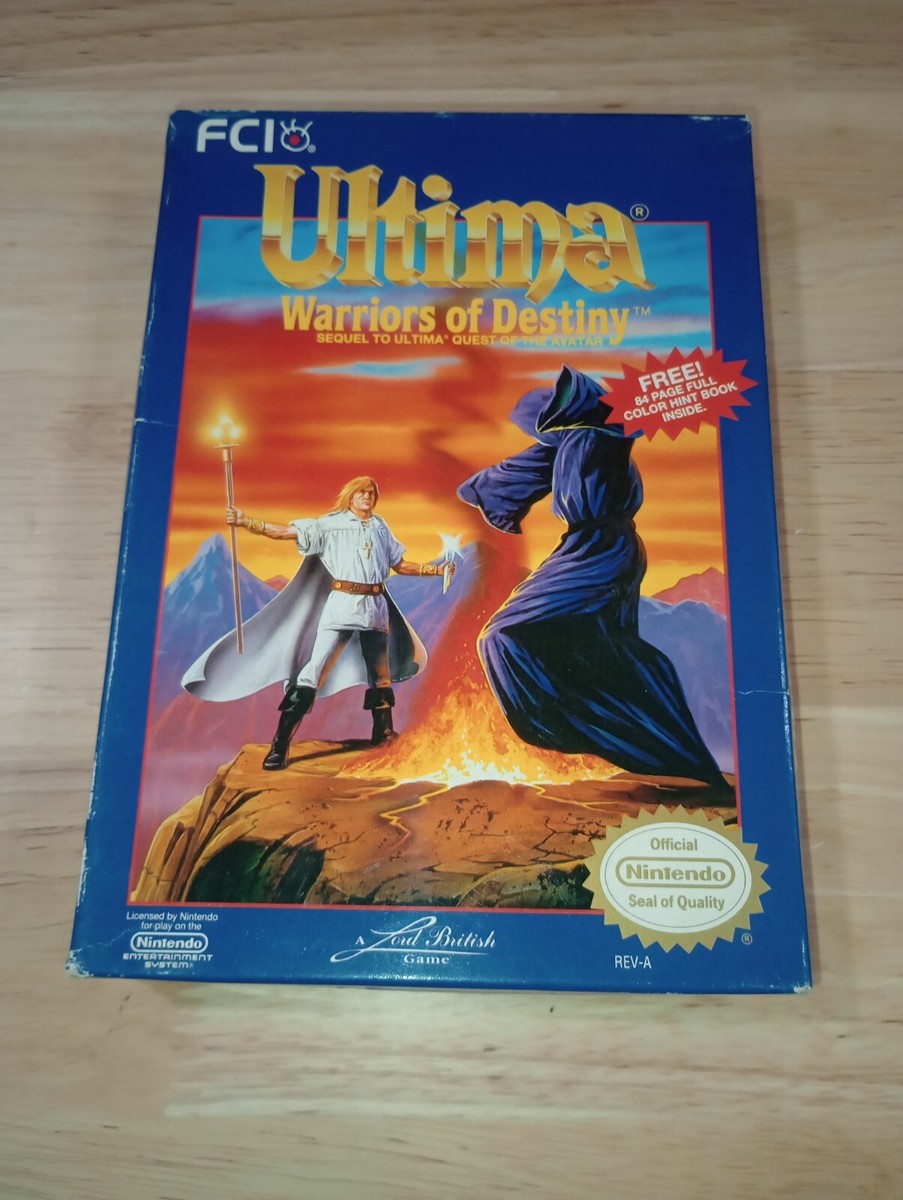 FCI®
Ultima®
Warriors of Destiny™
SEQUEL TO ULTIMA® QUEST OF THE AVATAR
FREE!
84 PAGE FULL
COLOR HINT BOOK
INSIDE.
Official
Nintendo
Seal of Quality
®
Licensed by Nintendo
for play on the
Nintendo
ENTERTAINMENT
SYSTEM®
A Lord British
Game
REV-A